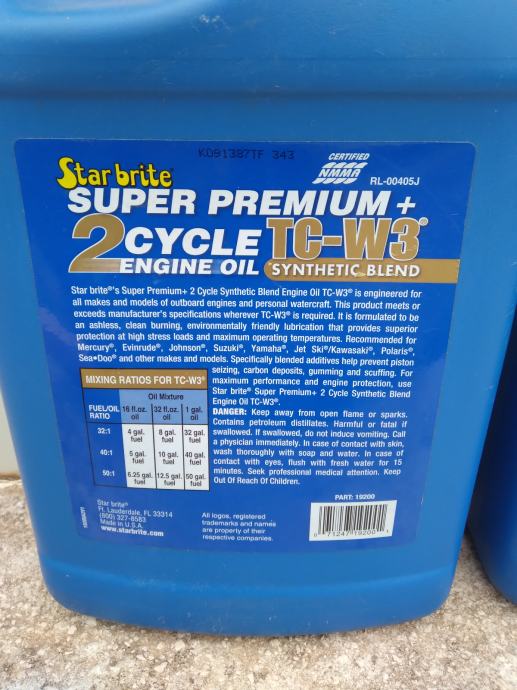 K091387TF 343
CERTIFIED
NMMA
RL-00405J
Star brite®
SUPER PREMIUM+
2 CYCLE TC-W3®
ENGINE OIL SYNTHETIC BLEND
Star brite®'s Super Premium+ 2 Cycle Synthetic Blend Engine Oil TC-W3® is engineered for
all makes and models of outboard engines and personal watercraft. This product meets or
exceeds manufacturer's specifications wherever TC-W3® is required. It is formulated to be
an ashless, clean burning, environmentally friendly lubrication that provides superior
protection at high stress loads and maximum operating temperatures. Recommended for
Mercury®, Evinrude®, Johnson®, Suzuki®, Yamaha®, Jet Ski®/Kawasaki®, Polaris®,
Sea•Doo® and other makes and models. Specifically blended additives help prevent piston
seizing, carbon deposits, gumming and scuffing. For
maximum performance and engine protection, use
Star brite® Super Premium+ 2 Cycle Synthetic Blend
Engine Oil TC-W3®.
DANGER: Keep away from open flame or sparks.
Contains petroleum distillates. Harmful or fatal if
swallowed. If swallowed, do not induce vomiting. Call
a physician immediately. In case of contact with skin,
wash thoroughly with soap and water. In case of
contact with eyes, flush with fresh water for 15
minutes. Seek professional medical attention. Keep
Out Of Reach Of Children.
MIXING RATIOS FOR TC-W3®
Oil Mixture
FUEL/OIL RATIO 16 fl.oz. oil 32 fl.oz. oil 1 gal. oil
32:1 4 gal. fuel 8 gal. fuel 32 gal. fuel
40:1 5 gal. fuel 10 gal. fuel 40 gal. fuel
50:1 6.25 gal. fuel 12.5 gal. fuel 50 gal. fuel
Star brite®
Ft. Lauderdale, FL 33314
(800) 327-8583
Made in U.S.A.
www.starbrite.com
All logos, registered
trademarks and names
are property of their
respective companies.
PART: 19200
0 71247 19200